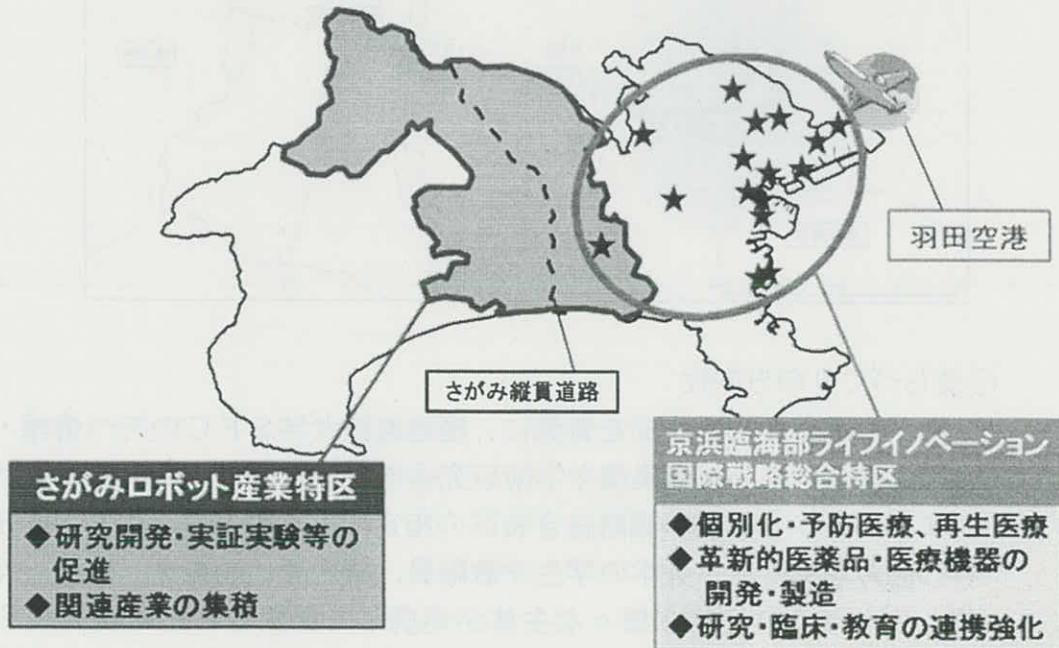 羽田空港
さがみ縦貫道路
さがみロボット産業特区
◆研究開発・実証実験等の
促進
◆関連産業の集積
京浜臨海部ライフイノベーション
国際戦略総合特区
◆個別化・予防医療、再生医療
◆革新的医薬品・医療機器の
開発・製造
◆研究・臨床・教育の連携強化